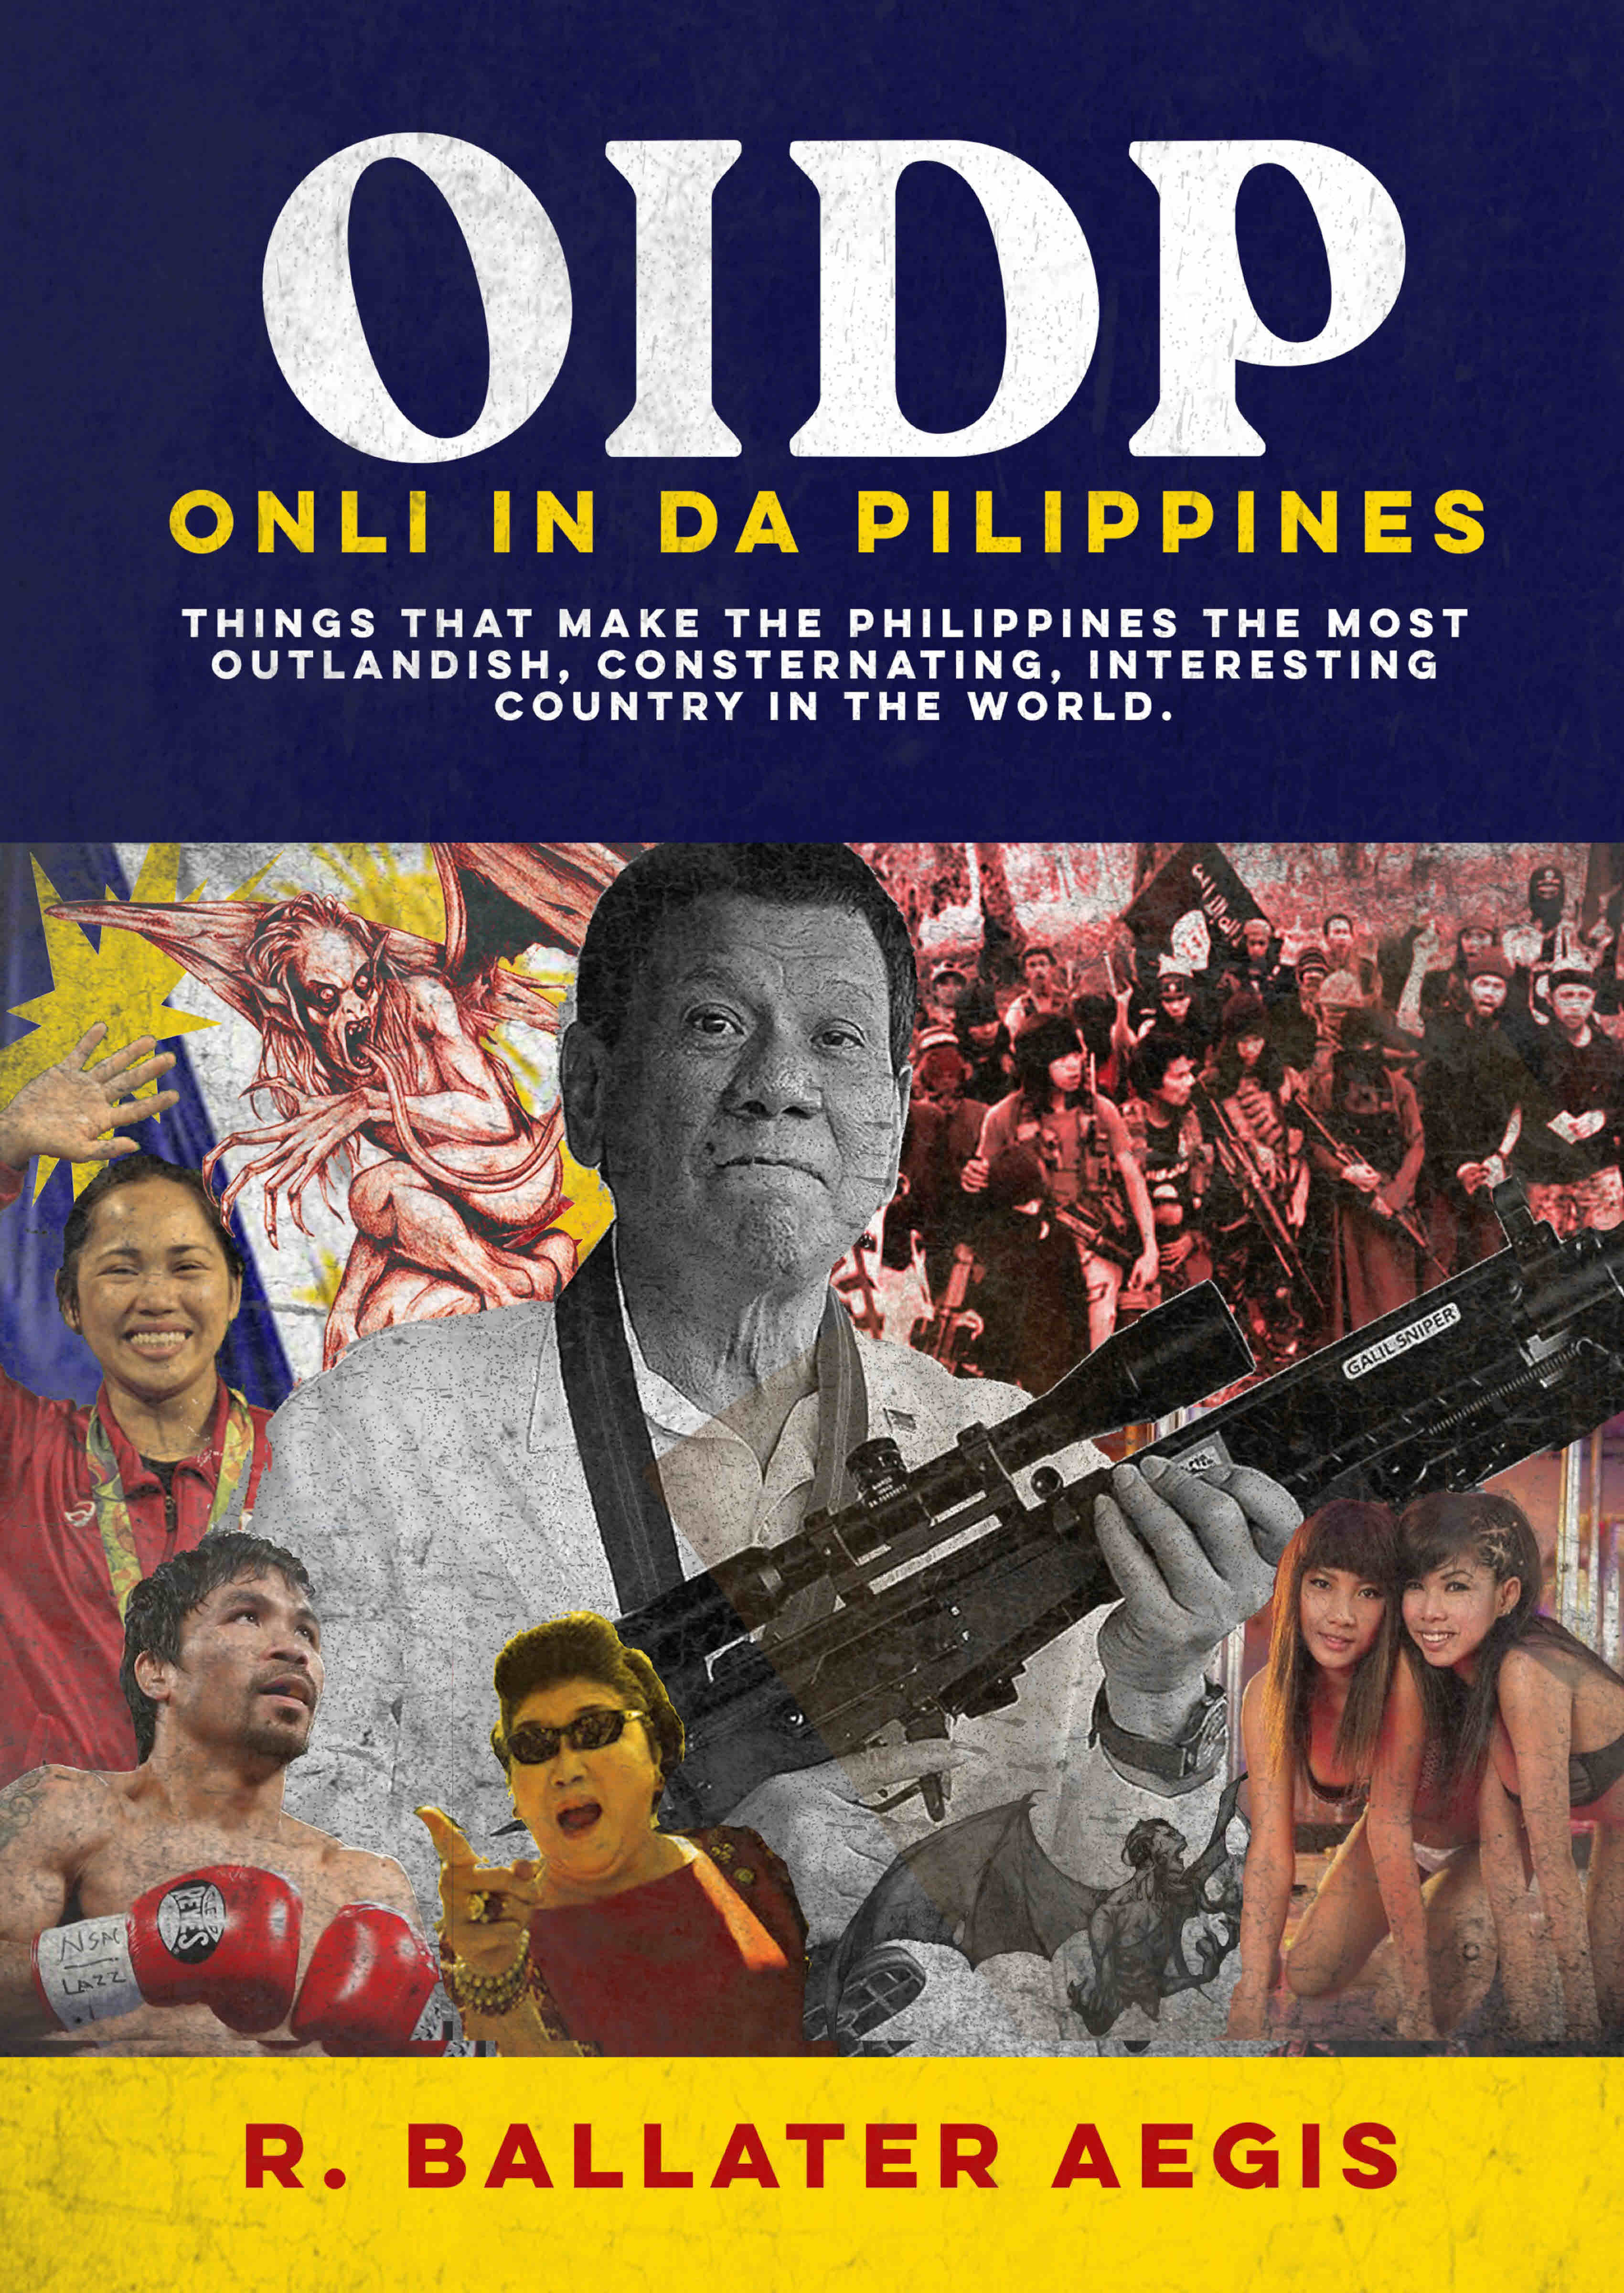 OIDP
ONLI IN DA PILIPPINES
THINGS THAT MAKE THE PHILIPPINES THE MOST
OUTLANDISH, CONSTERNATING, INTERESTING
COUNTRY IN THE WORLD.
GALIL SNIPER
NSAC
LAZZ
R. BALLATER AEGIS